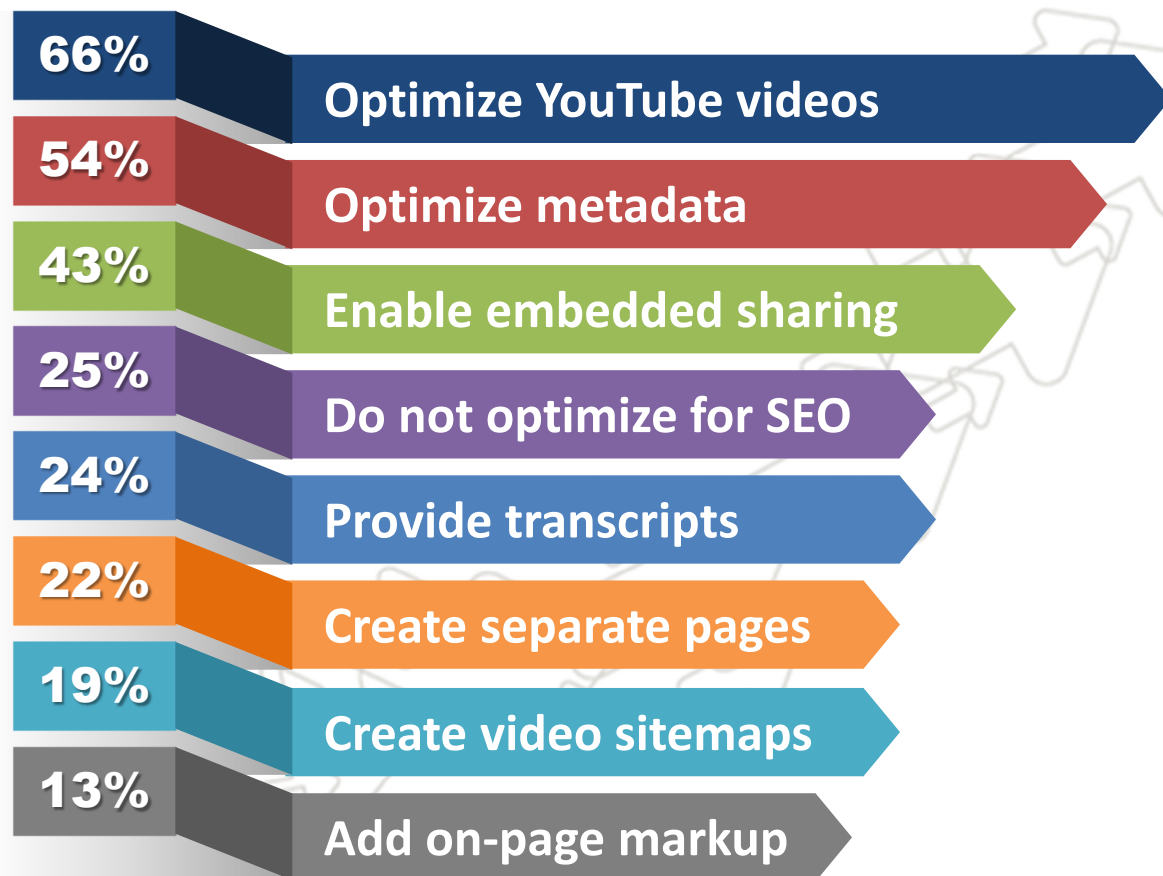 66%
Optimize YouTube videos
54%
Optimize metadata
43%
Enable embedded sharing
25%
Do not optimize for SEO
24%
Provide transcripts
22%
Create separate pages
19%
Create video sitemaps
13%
Add on-page markup